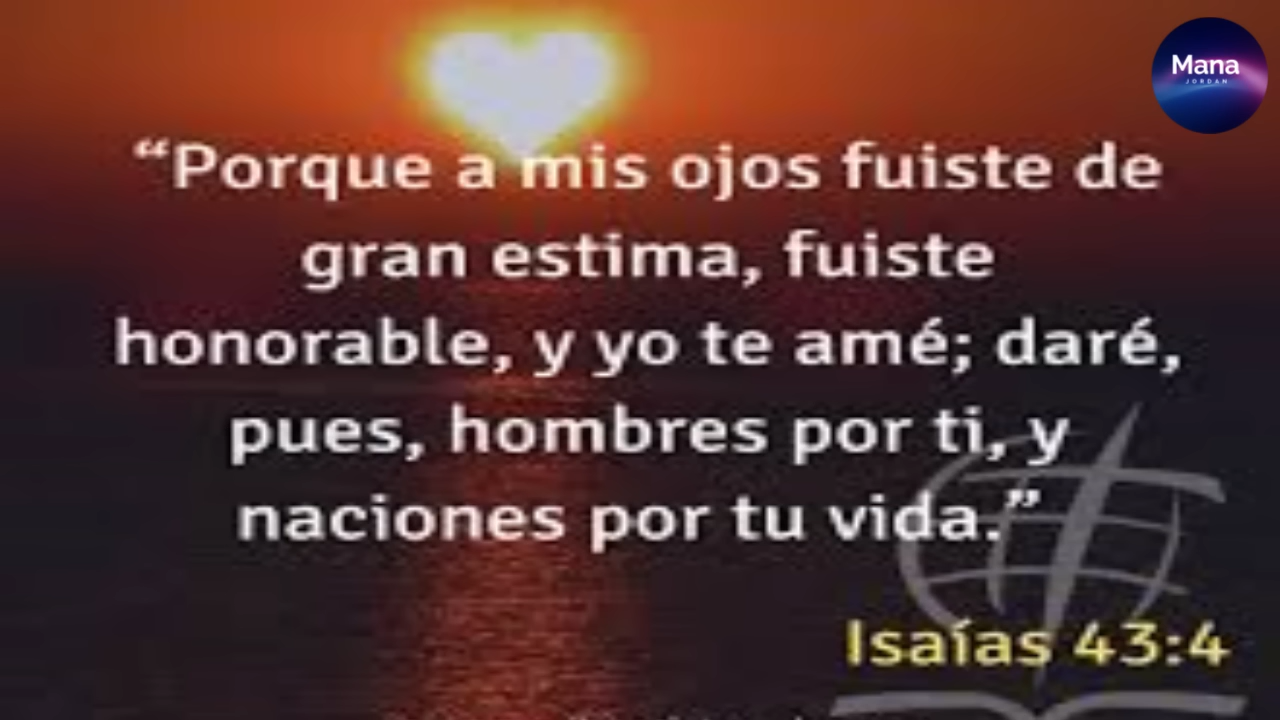 Mana
JORDAN
“Porque a mis ojos fuiste de
gran estima, fuiste
honorable, y yo te amé; daré,
pues, hombres por ti, y
naciones por tu vida.”
Isaías 43:4